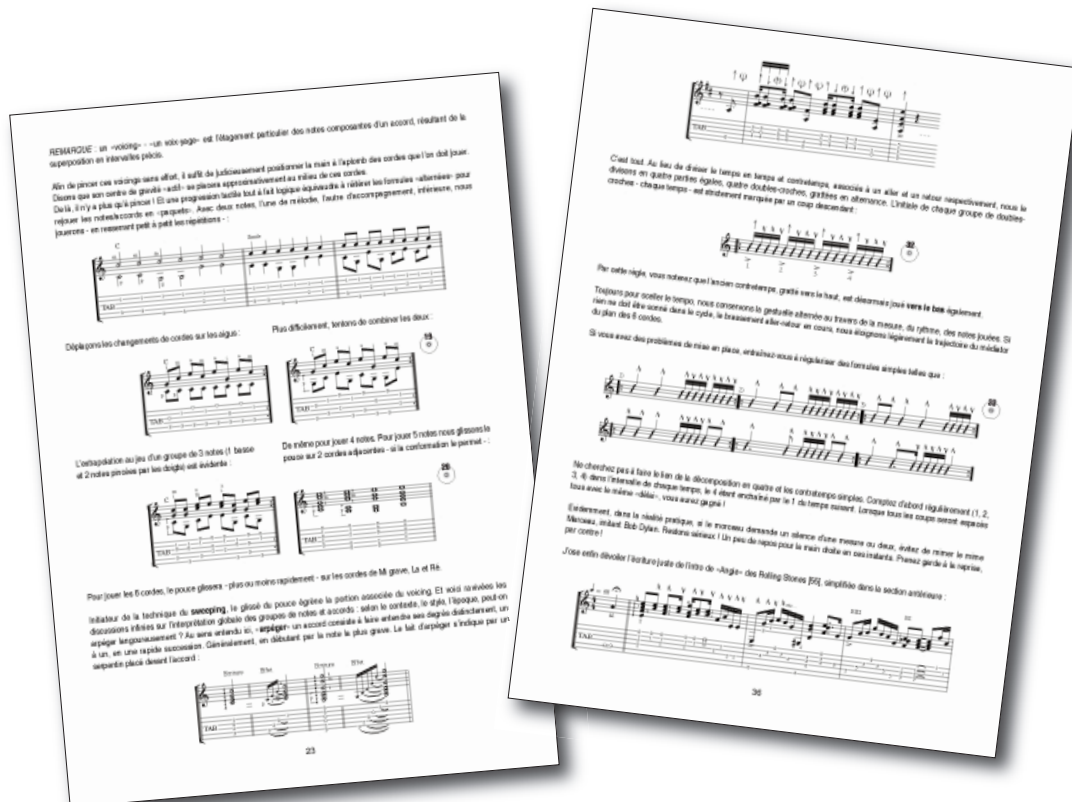 REMARQUE : un «voicing» - «un voix-page» est l'étagement particulier des notes composantes d'un accord, résultant de la
superposition en intervalles précis.
Afin de pincer ces voicings sans effort, il suffit de judicieusement positionner la main à l'aplomb des cordes que l'on doit jouer.
Disons que son centre de gravité «actif» se placera approximativement au milieu de ces cordes.
De là, il n'y a plus qu'à pincer ! Et une progression tactile tout à fait logique équivaudra à réitérer les formules «alternées» pour
rejouer les notes/accords en «paquets». Avec deux notes, l'une de mélodie, l'autre d'accompagnement, inférieure, nous
jouerons - en resserrant petit à petit les répétitions - :
C
TAB
Déplaçons les changements de cordes sur les aigus :
Plus difficilement, tentons de combiner les deux :
19
C
C
TAB
TAB
L'extrapolation au jeu d'un groupe de 3 notes (1 basse
et 2 notes pincées par les doigts) est évidente :
De même pour jouer 4 notes. Pour jouer 5 notes nous glissons le
pouce sur 2 cordes adjacentes - si la conformation le permet - :
20
TAB
Pour jouer les 6 cordes, le pouce glissera - plus ou moins rapidement - sur les cordes de Mi grave, La et Ré.
Initiateur de la technique du sweeping, le glissé du pouce égrène la portion associée du voicing. Et voici ravivées les
discussions infinies sur l'interprétation globale des groupes de notes et accords : selon le contexte, le style, l'époque, peut-on
arpéger langoureusement ? Au sens entendu ici, «arpéger» un accord consiste à faire entendre ses degrés distinctement, un
à un, en une rapide succession. Généralement, en débutant par la note la plus grave. Le fait d'arpéger s'indique par un
serpentin placé devant l'accord :
Ecriture
Effet
Ecriture
Effet
TAB
23
TAB
C'est tout. Au lieu de diviser le temps en temps et contretemps, associés à un aller et un retour respectivement, nous le
divisons en quatre parties égales, quatre doubles-croches, grattées en alternance. L'initiale de chaque groupe de doubles-
croches - chaque temps - est strictement marquée par un coup descendant :
1 2 3 4
32
Par cette règle, vous noterez que l'ancien contretemps, gratté vers le haut, est désormais joué vers le bas également.
Toujours pour sceller le tempo, nous conservons la gestuelle alternée au travers de la mesure, du rythme, des notes jouées. Si
rien ne doit être sonné dans le cycle, le brassement aller-retour en cours, nous éloignons légèrement la trajectoire du médiator
du plan des 6 cordes.
Si vous avez des problèmes de mise en place, entraînez-vous à régulariser des formules simples telles que :
33
Ne cherchez pas à faire le lien de la décomposition en quatre et les contretemps simples. Comptez d'abord régulièrement (1, 2,
3, 4) dans l'intervalle de chaque temps, le 4 étant enchaîné par le 1 du temps suivant. Lorsque tous les coups seront espacés
tous avec le même «délai», vous aurez gagné !
Evidemment, dans la réalité pratique, si le morceau demande un silence d'une mesure ou deux, évitez de mimer le mime
Marceau, imitant Bob Dylan. Restons sérieux ! Un peu de repos pour la main droite en ces instants. Prenez garde à la reprise,
par contre !
J'ose enfin dévoiler l'écriture juste de l'intro de «Angie» des Rolling Stones [55], simplifiée dans la section antérieure :
TAB
36